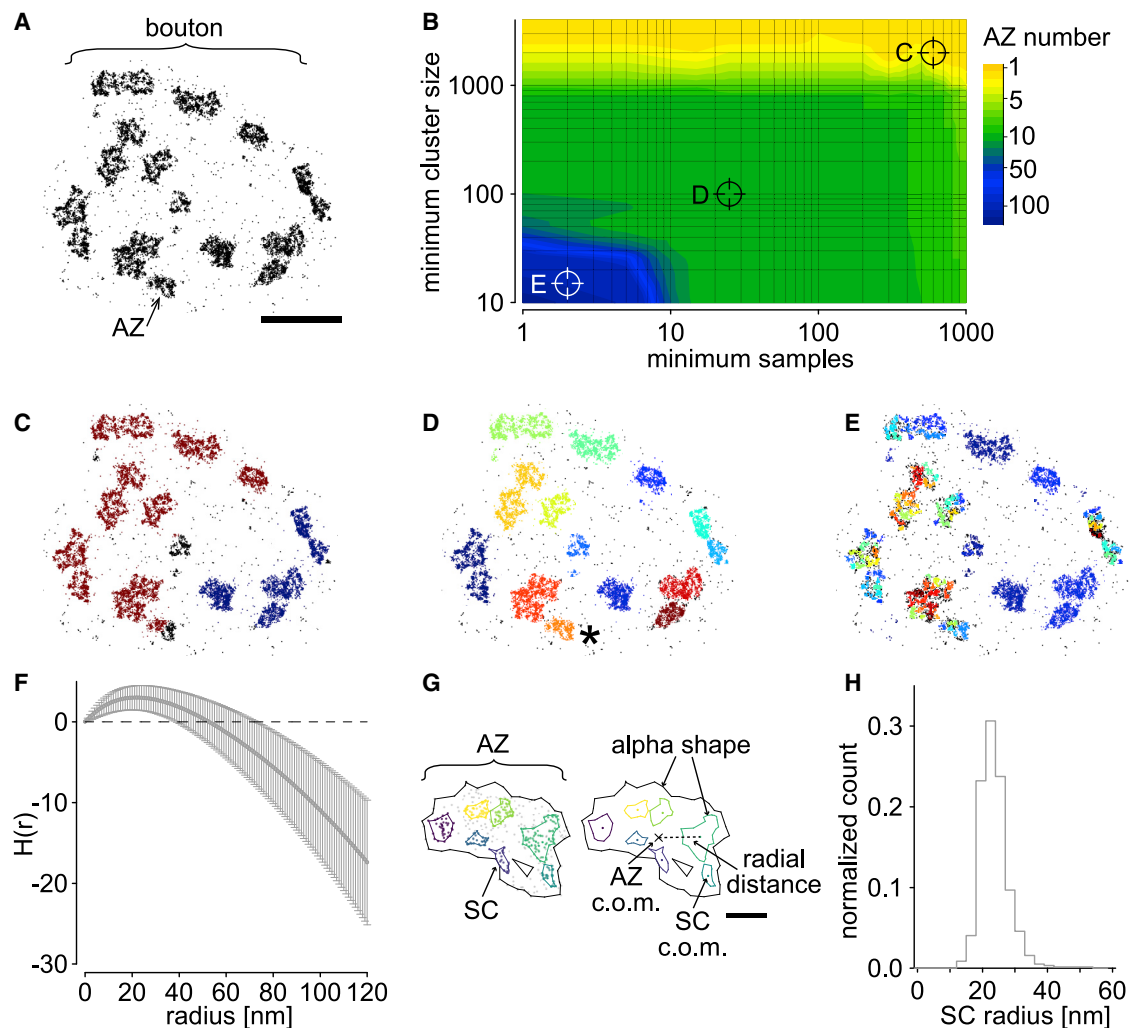 A
bouton
AZ
B
minimum cluster size
1000
100
10
C
D
E
1
10
100
1000
minimum samples
AZ number
1
5
10
50
100
C
D
*
E
F
H(r)
0
-10
-20
-30
0
20
40
60
80
100
120
radius [nm]
G
AZ
SC
alpha shape
AZ
c.o.m.
SC
c.o.m.
radial
distance
H
normalized count
0.3
0.2
0.1
0.0
0
20
40
60
SC radius [nm]